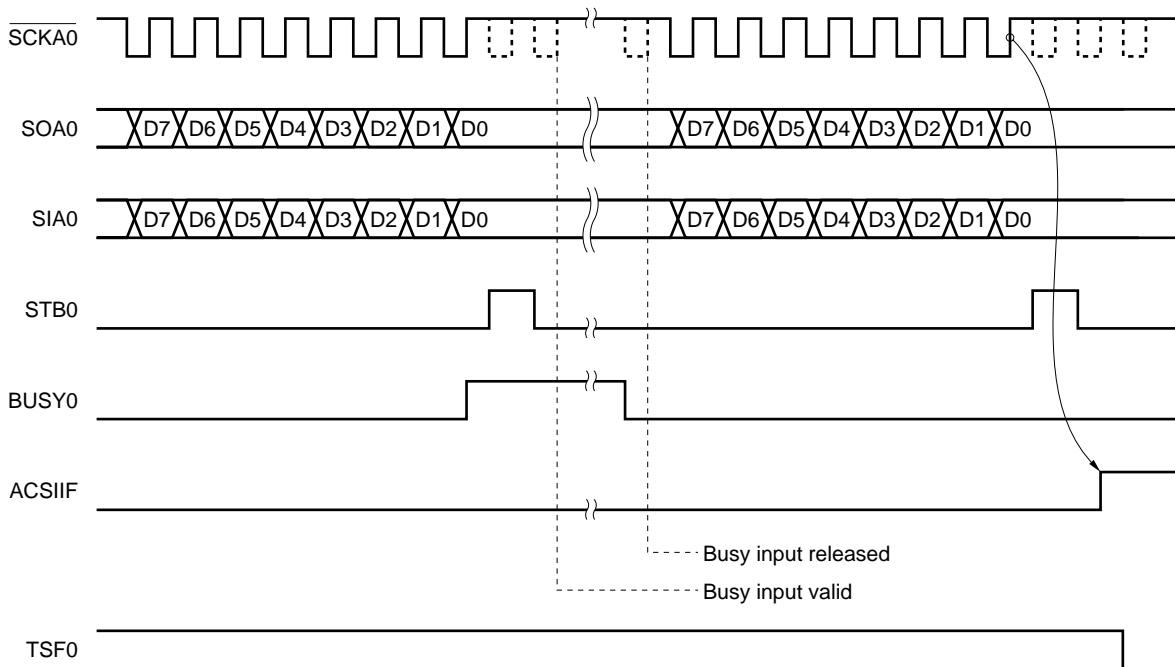 SCKA0
SOA0 D7 D6 D5 D4 D3 D2 D1 D0 D7 D6 D5 D4 D3 D2 D1 D0
SIA0 D7 D6 D5 D4 D3 D2 D1 D0 D7 D6 D5 D4 D3 D2 D1 D0
STB0
BUSY0
ACSIIF
Busy input released
Busy input valid
TSF0